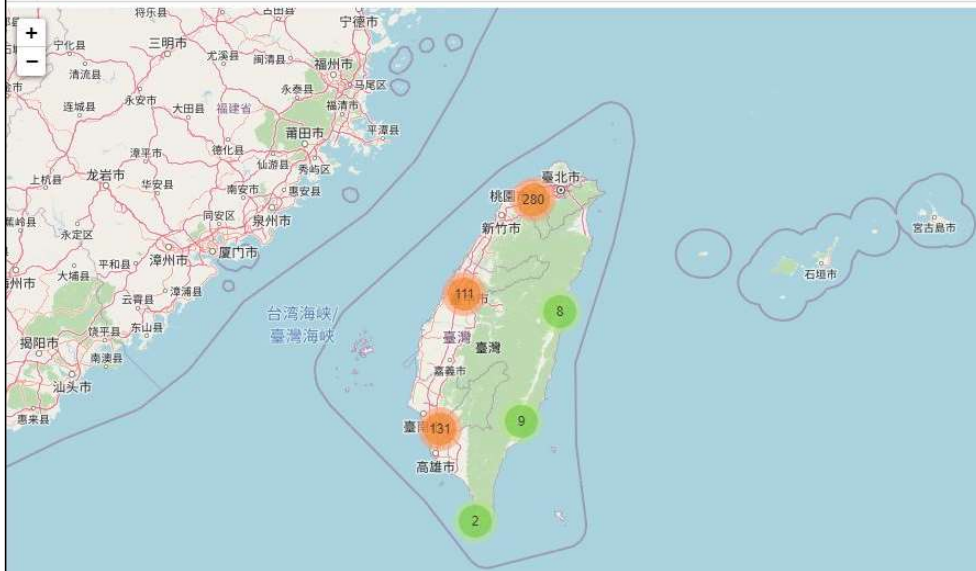 +
−
将乐县
古田县
宁德市
宁化县
三明市
尤溪县
闽清县
福州市
清流县
永泰县
马尾区
连城县
永安市
大田县
福建省
福清市
莆田市
平潭县
漳平市
德化县
仙游县
秀屿区
上杭县
龙岩市
华安县
南安市
惠安县
同安区
泉州市
永定区
平和县
漳州市
厦门市
大埔县
云霄县
漳浦县
饶平县
东山县
揭阳市
南澳县
汕头市
惠来县
台湾海峡/
臺灣海峡
臺北市
桃園
280
新竹市
111
市
8
臺灣
臺灣
嘉義市
臺南
131
9
高雄市
2
石垣市
宮古島市